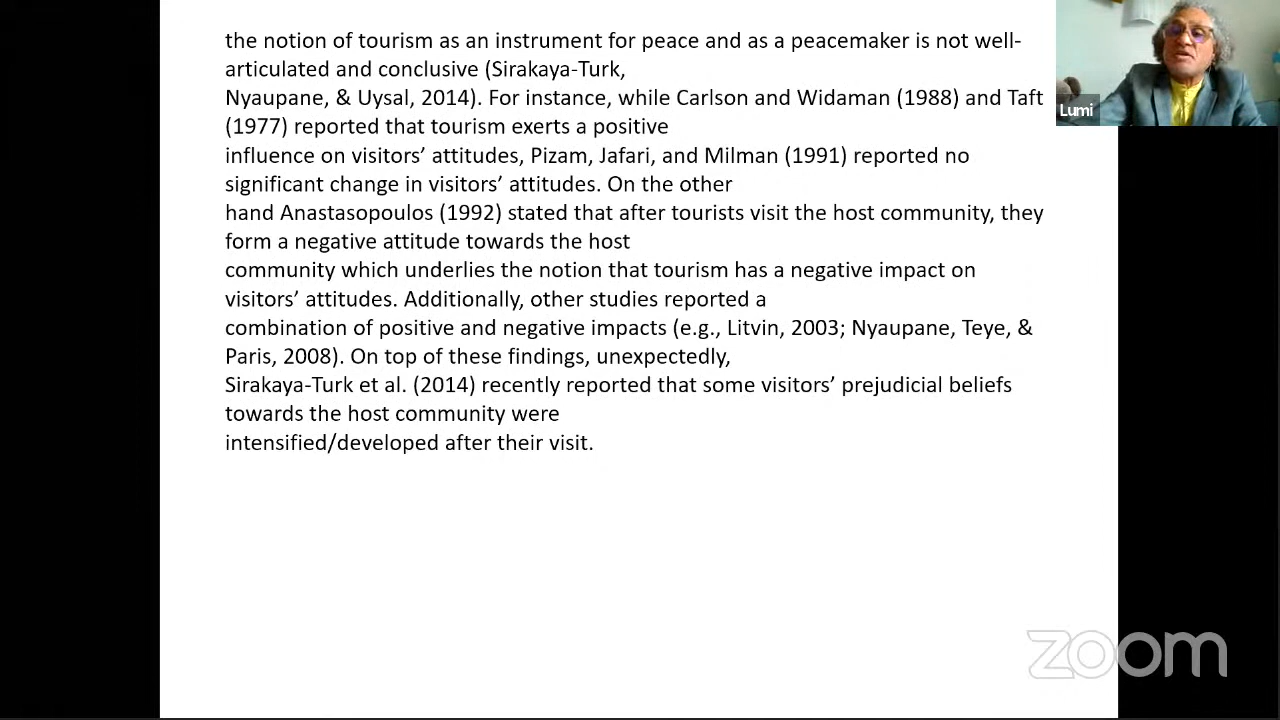 the notion of tourism as an instrument for peace and as a peacemaker is not well-
articulated and conclusive (Sirakaya-Turk,
Nyaupane, & Uysal, 2014). For instance, while Carlson and Widaman (1988) and Taft
(1977) reported that tourism exerts a positive
influence on visitors’ attitudes, Pizam, Jafari, and Milman (1991) reported no
significant change in visitors’ attitudes. On the other
hand Anastasopoulos (1992) stated that after tourists visit the host community, they
form a negative attitude towards the host
community which underlies the notion that tourism has a negative impact on
visitors’ attitudes. Additionally, other studies reported a
combination of positive and negative impacts (e.g., Litvin, 2003; Nyaupane, Teye, &
Paris, 2008). On top of these findings, unexpectedly,
Sirakaya-Turk et al. (2014) recently reported that some visitors’ prejudicial beliefs
towards the host community were
intensified/developed after their visit.
Lumi
zoom